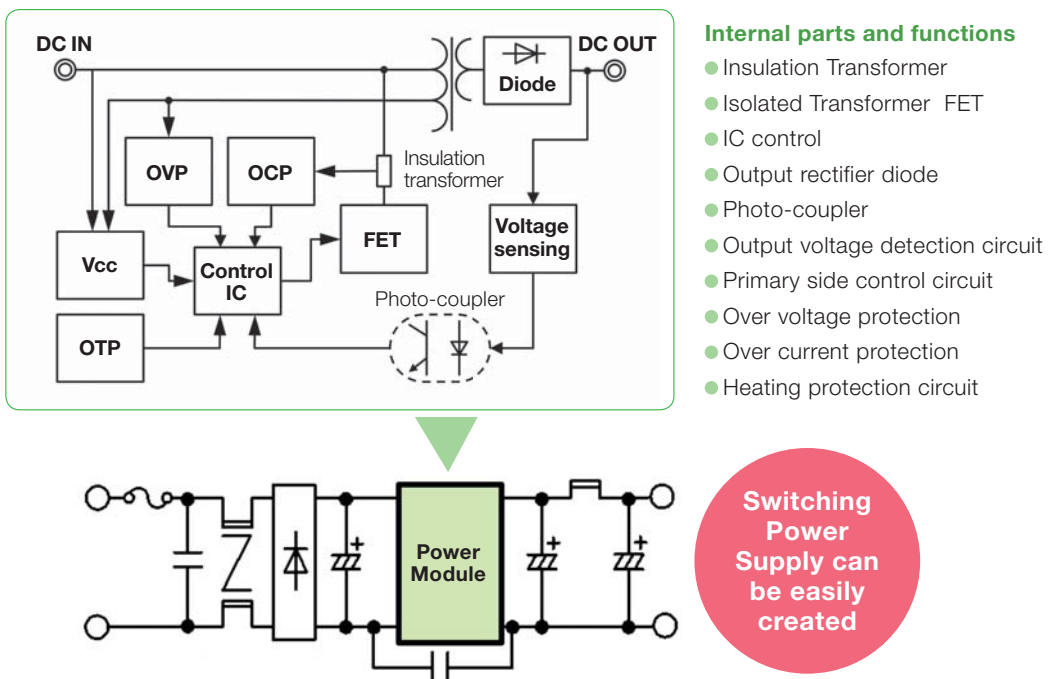 DC IN
DC OUT
Diode
OVP
OCP
Insulation
transformer
Vcc
Control
IC
FET
Voltage
sensing
Photo-coupler
OTP
Internal parts and functions
Insulation Transformer
Isolated Transformer FET
IC control
Output rectifier diode
Photo-coupler
Output voltage detection circuit
Primary side control circuit
Over voltage protection
Over current protection
Heating protection circuit
+
Power
Module
+
+
Switching
Power
Supply can
be easily
created